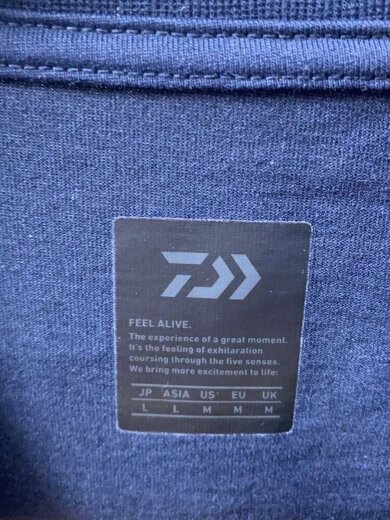 FEEL ALIVE.
The experience of a great moment.
It's the feeling of exhilaration
coursing through the five senses.
We bring more excitement to life.
JP ASIA US EU UK
L L M M M